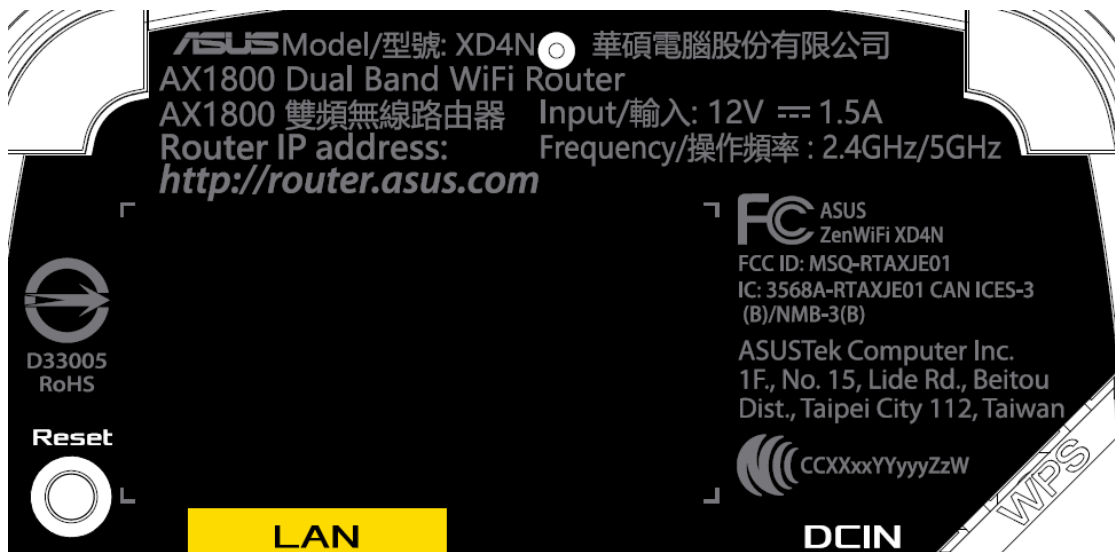 ASUS Model/型號: XD4N 華碩電腦股份有限公司
AX1800 Dual Band WiFi Router
AX1800 雙頻無線路由器 Input/輸入: 12V ⎓ 1.5A
Router IP address: Frequency/操作頻率 : 2.4GHz/5GHz
http://router.asus.com
FC ASUS
ZenWiFi XD4N
FCC ID: MSQ-RTAXJE01
IC: 3568A-RTAXJE01 CAN ICES-3
(B)/NMB-3(B)
D33005
RoHS
ASUSTek Computer Inc.
1F., No. 15, Lide Rd., Beitou
Dist., Taipei City 112, Taiwan
Reset
CCXXxxYYyyyZzW
WPS
LAN
DCIN